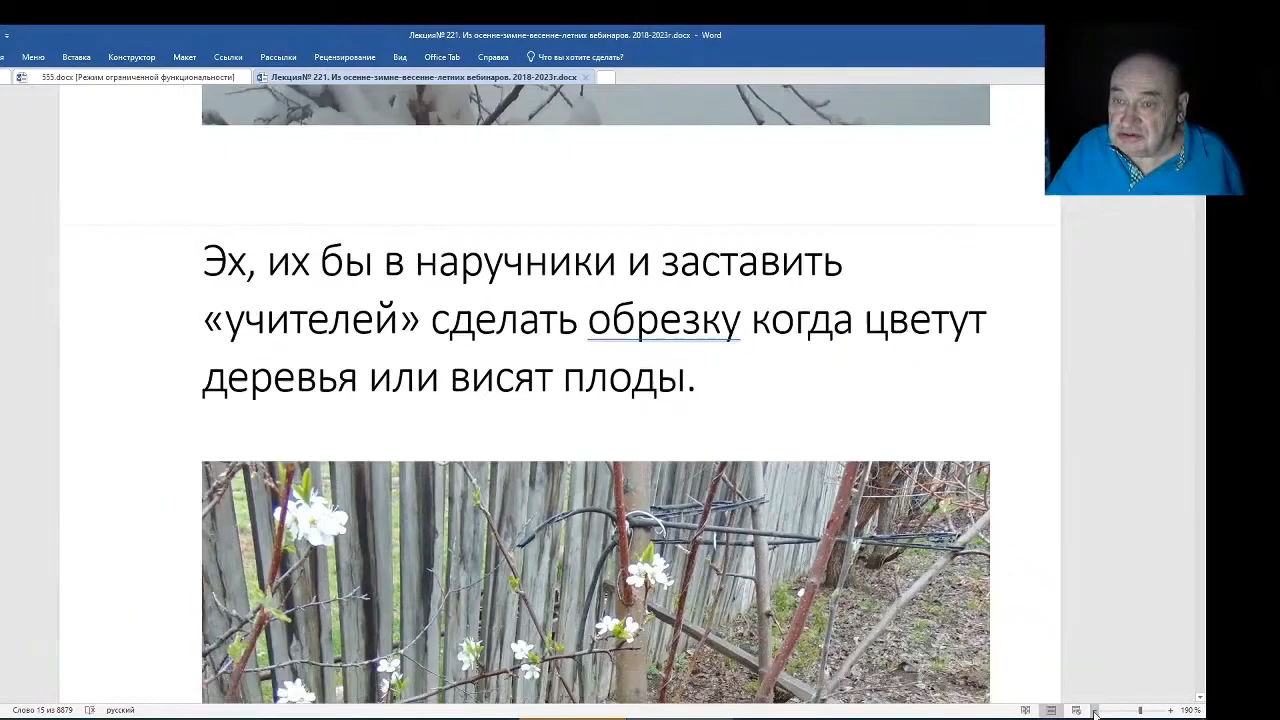 Лекция№ 221. Из осенне-зимне-весенне-летних вебинаров. 2018-2023г.docx - Word
Меню Вставка Конструктор Макет Ссылки Рассылки Рецензирование Вид Office Tab Справка Что вы хотите сделать?
555.docx [Режим ограниченной функциональности] Лекция№ 221. Из осенне-зимне-весенне-летних вебинаров. 2018-2023г.docx
Эх, их бы в наручники и заставить
«учителей» сделать обрезку когда цветут
деревья или висят плоды.
Слово 15 из 8879 русский 190 %